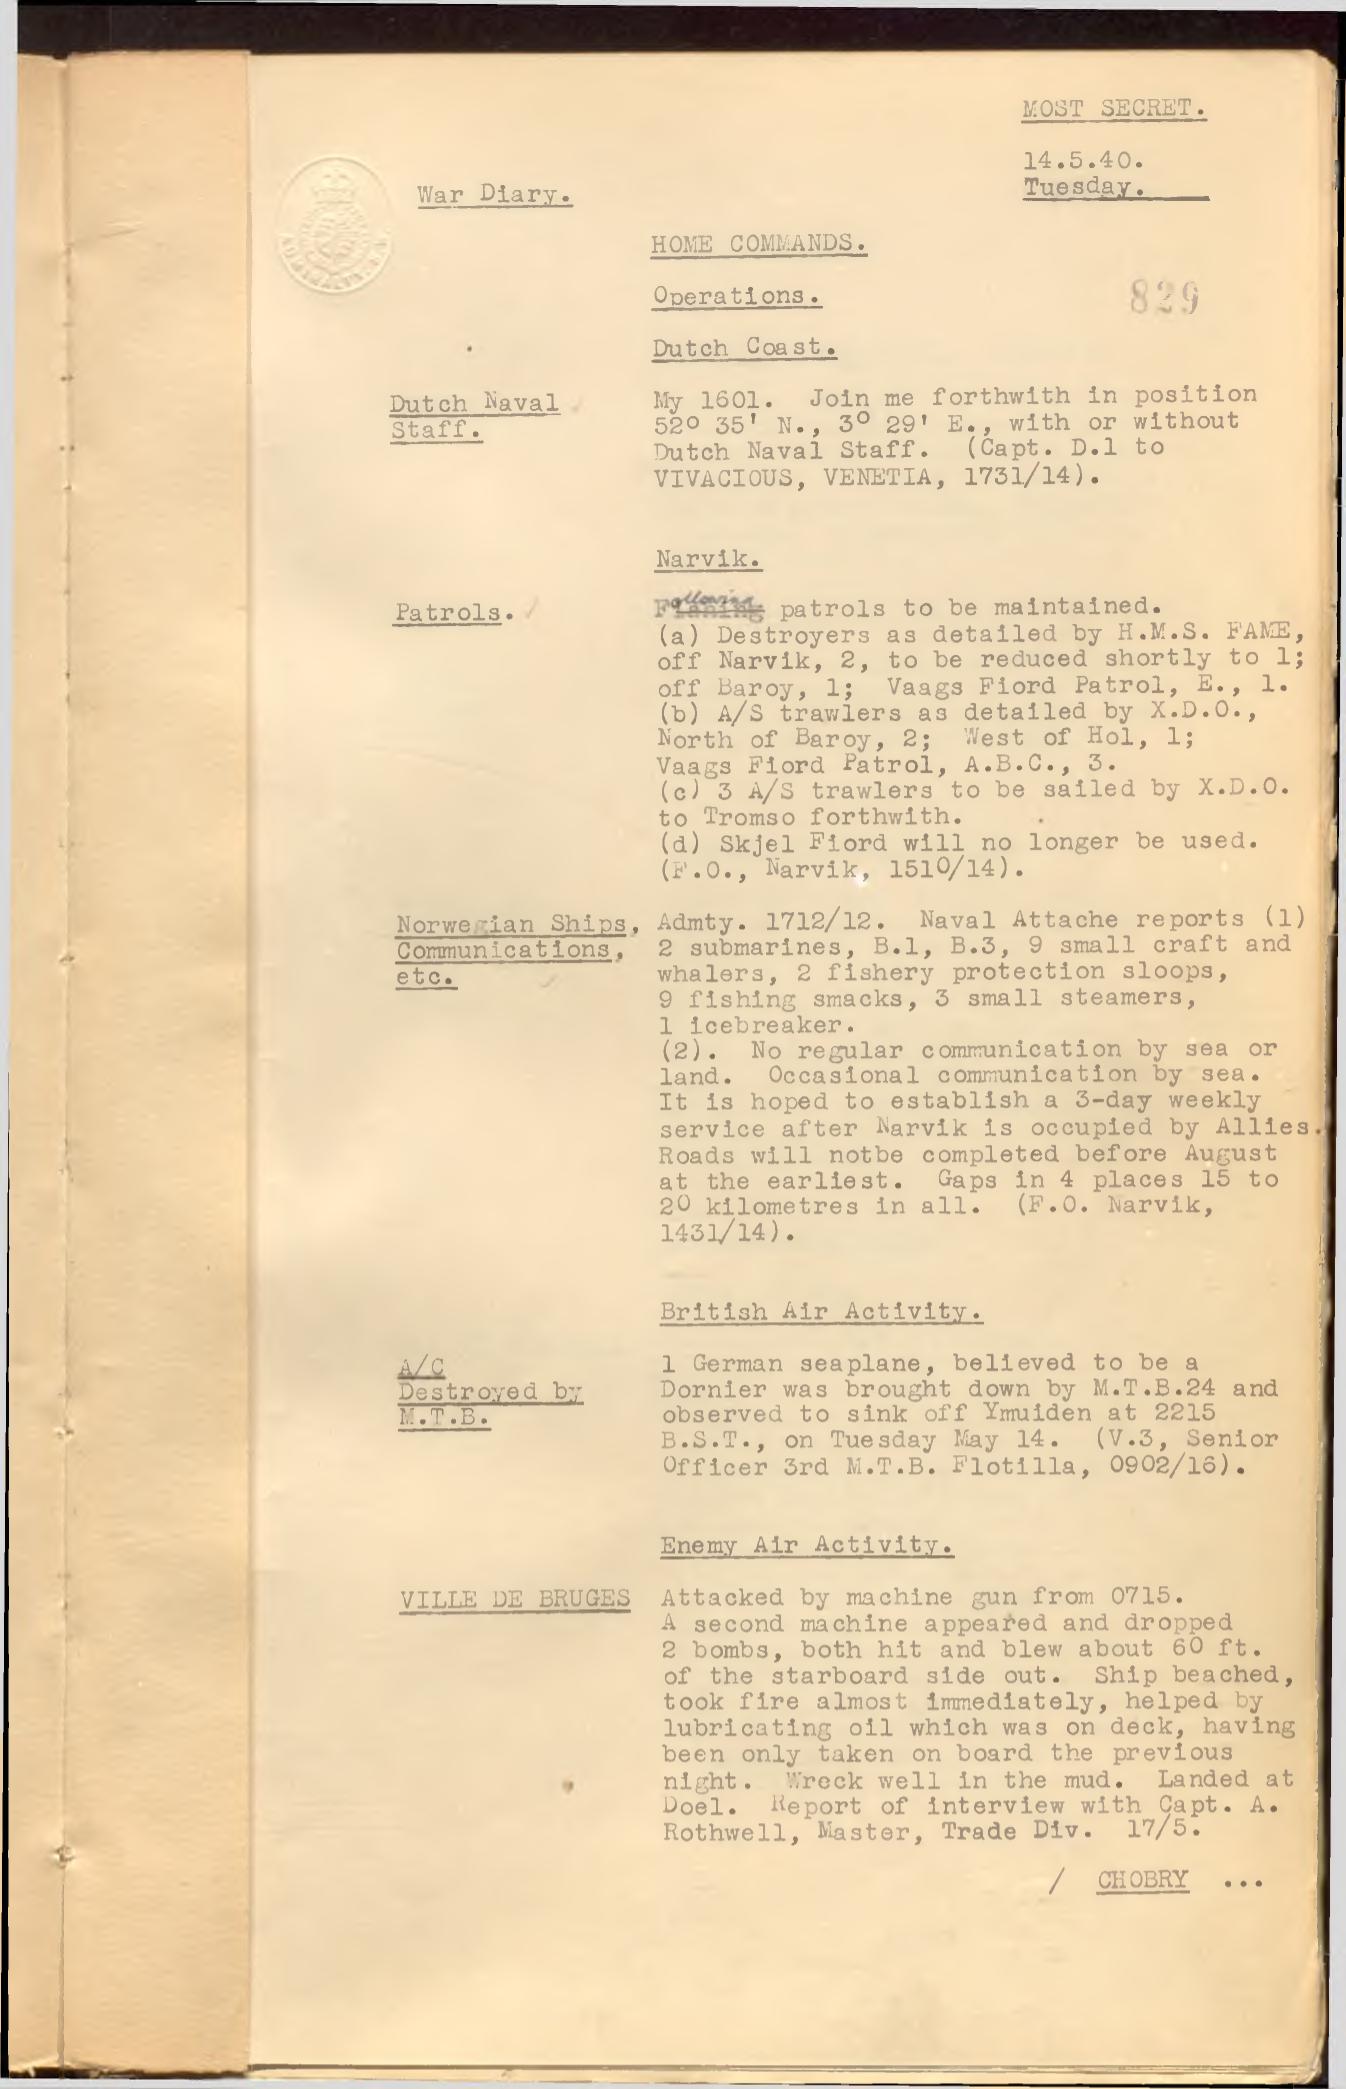 MOST SECRET.
14.5.40.
Tuesday.
War Diary.
HOME COMMANDS.
Operations.
829
Dutch Coast.
Dutch Naval
Staff.
My 1601. Join me forthwith in position
52° 35' N., 3° 29' E., with or without
Dutch Naval Staff. (Capt. D.1 to
VIVACIOUS, VENETIA, 1731/14).
Narvik.
Patrols.
Following patrols to be maintained.
(a) Destroyers as detailed by H.M.S. FAME,
off Narvik, 2, to be reduced shortly to 1;
off Baroy, 1; Vaags Fiord Patrol, E., 1.
(b) A/S trawlers as detailed by X.D.O.,
North of Baroy, 2; West of Hol, 1;
Vaags Fiord Patrol, A.B.C., 3.
(c) 3 A/S trawlers to be sailed by X.D.O.
to Tromso forthwith.
(d) Skjel Fiord will no longer be used.
(F.O., Narvik, 1510/14).
Norwegian Ships,
Communications,
etc.
Admty. 1712/12. Naval Attache reports (1)
2 submarines, B.1, B.3, 9 small craft and
whalers, 2 fishery protection sloops,
9 fishing smacks, 3 small steamers,
1 icebreaker.
(2). No regular communication by sea or
land. Occasional communication by sea.
It is hoped to establish a 3-day weekly
service after Narvik is occupied by Allies.
Roads will notbe completed before August
at the earliest. Gaps in 4 places 15 to
20 kilometres in all. (F.O. Narvik,
1431/14).
British Air Activity.
A/C
Destroyed by
M.T.B.
1 German seaplane, believed to be a
Dornier was brought down by M.T.B.24 and
observed to sink off Ymuiden at 2215
B.S.T., on Tuesday May 14. (V.3, Senior
Officer 3rd M.T.B. Flotilla, 0902/16).
Enemy Air Activity.
VILLE DE BRUGES
Attacked by machine gun from 0715.
A second machine appeared and dropped
2 bombs, both hit and blew about 60 ft.
of the starboard side out. Ship beached,
took fire almost immediately, helped by
lubricating oil which was on deck, having
been only taken on board the previous
night. Wreck well in the mud. Landed at
Doel. Report of interview with Capt. A.
Rothwell, Master, Trade Div. 17/5.
/ CHOBRY ...